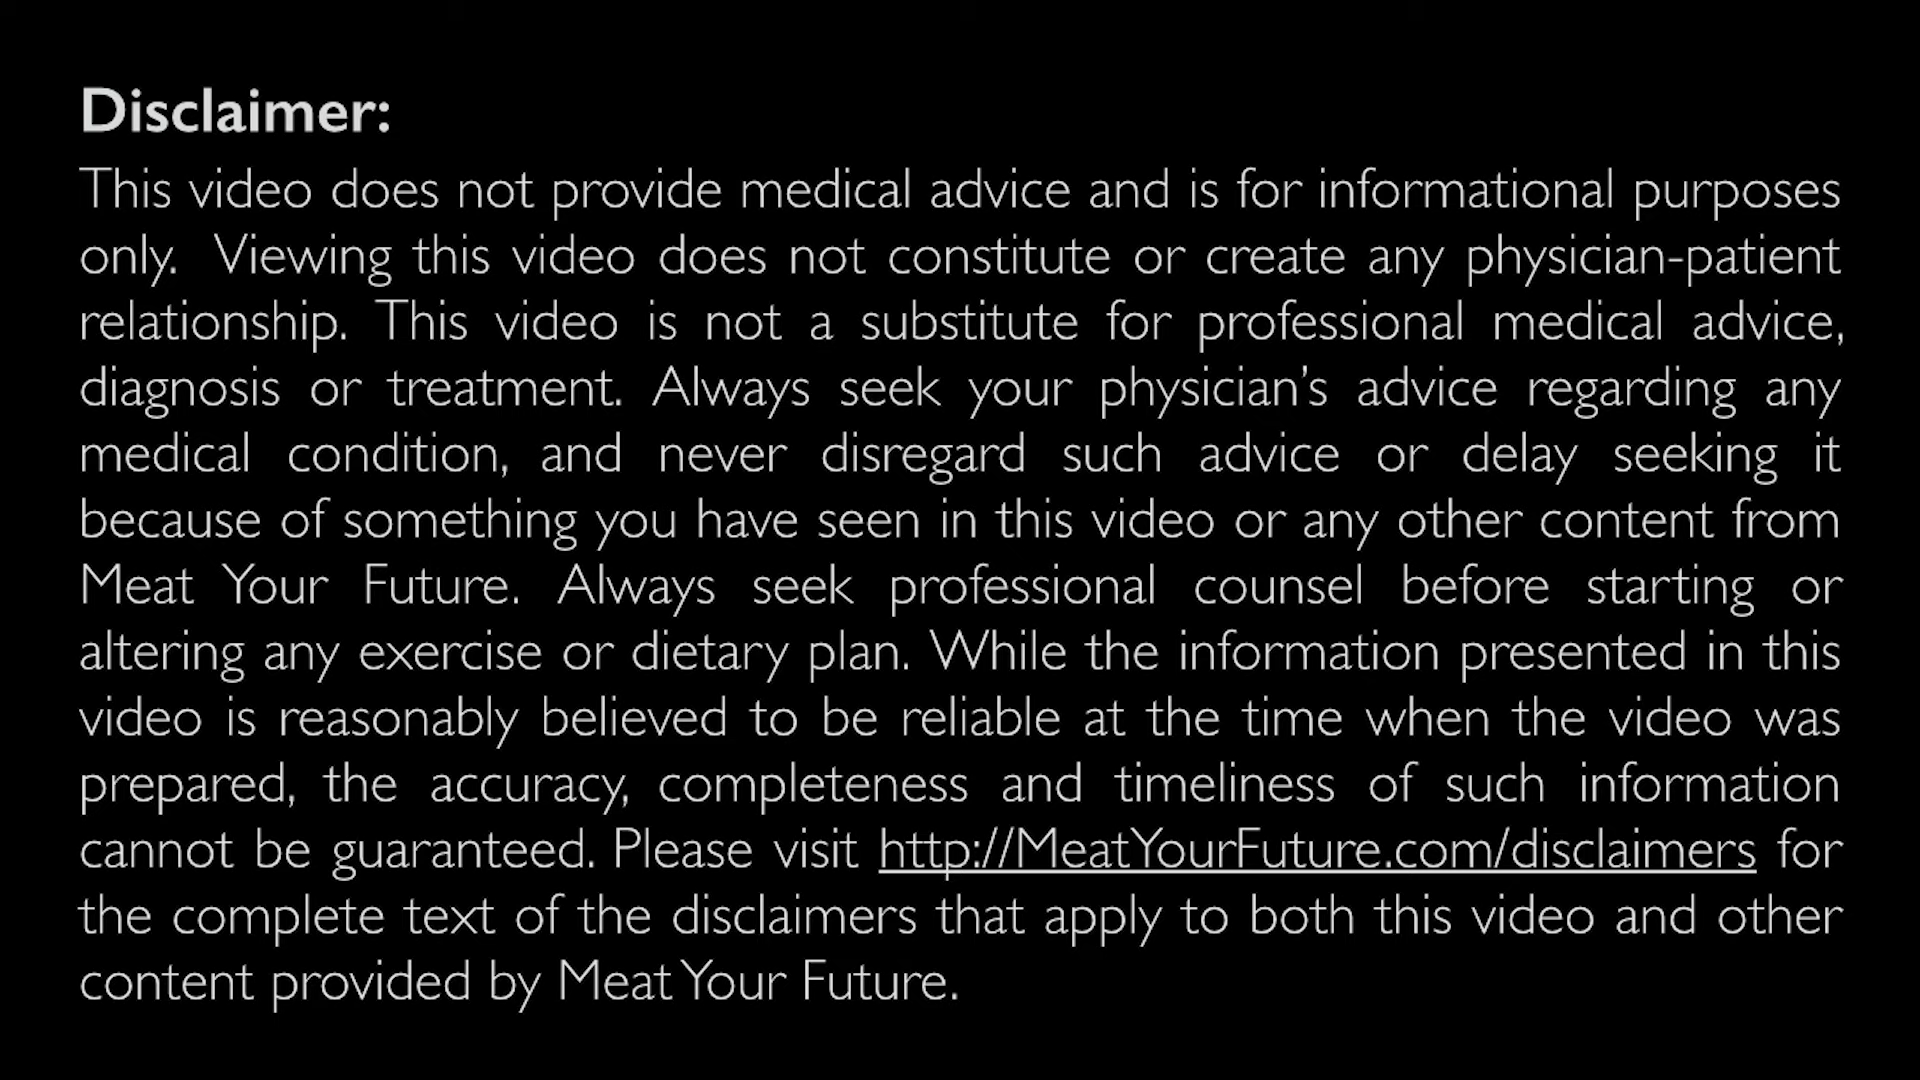 Disclaimer:
This video does not provide medical advice and is for informational purposes
only.  Viewing this video does not constitute or create any physician-patient
relationship. This video is not a substitute for professional medical advice,
diagnosis or treatment. Always seek your physician’s advice regarding any
medical condition, and never disregard such advice or delay seeking it
because of something you have seen in this video or any other content from
Meat Your Future. Always seek professional counsel before starting or
altering any exercise or dietary plan. While the information presented in this
video is reasonably believed to be reliable at the time when the video was
prepared, the accuracy, completeness and timeliness of such information
cannot be guaranteed. Please visit http://MeatYourFuture.com/disclaimers for
the complete text of the disclaimers that apply to both this video and other
content provided by Meat Your Future.